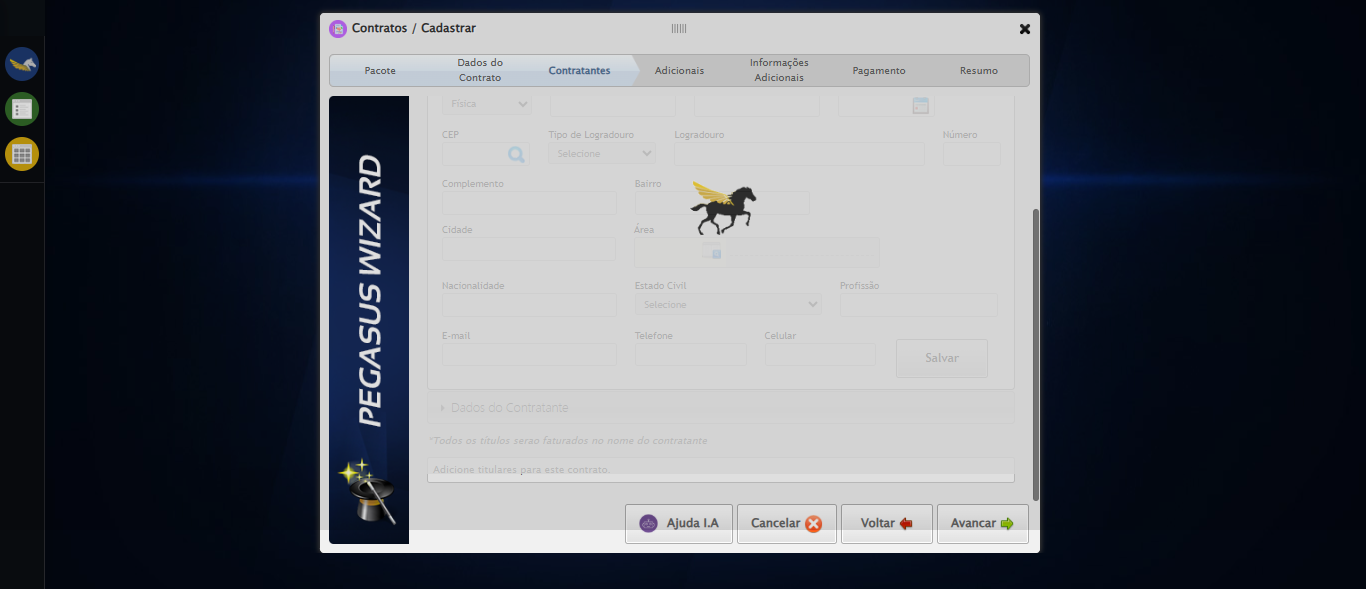 Contratos / Cadastrar
Pacote
Dados do
Contrato
Contratantes
Adicionais
Informações
Adicionais
Pagamento
Resumo
PEGASUS WIZARD
Física
CEP
Tipo de Logradouro
Logradouro
Número
Selecione
Complemento
Bairro
Cidade
Área
Nacionalidade
Estado Civil
Profissão
Selecione
E-mail
Telefone
Celular
Salvar
Dados do Contratante
*Todos os títulos serao faturados no nome do contratante
Adicione titulares para este contrato.
Ajuda I.A
Cancelar
Voltar
Avancar